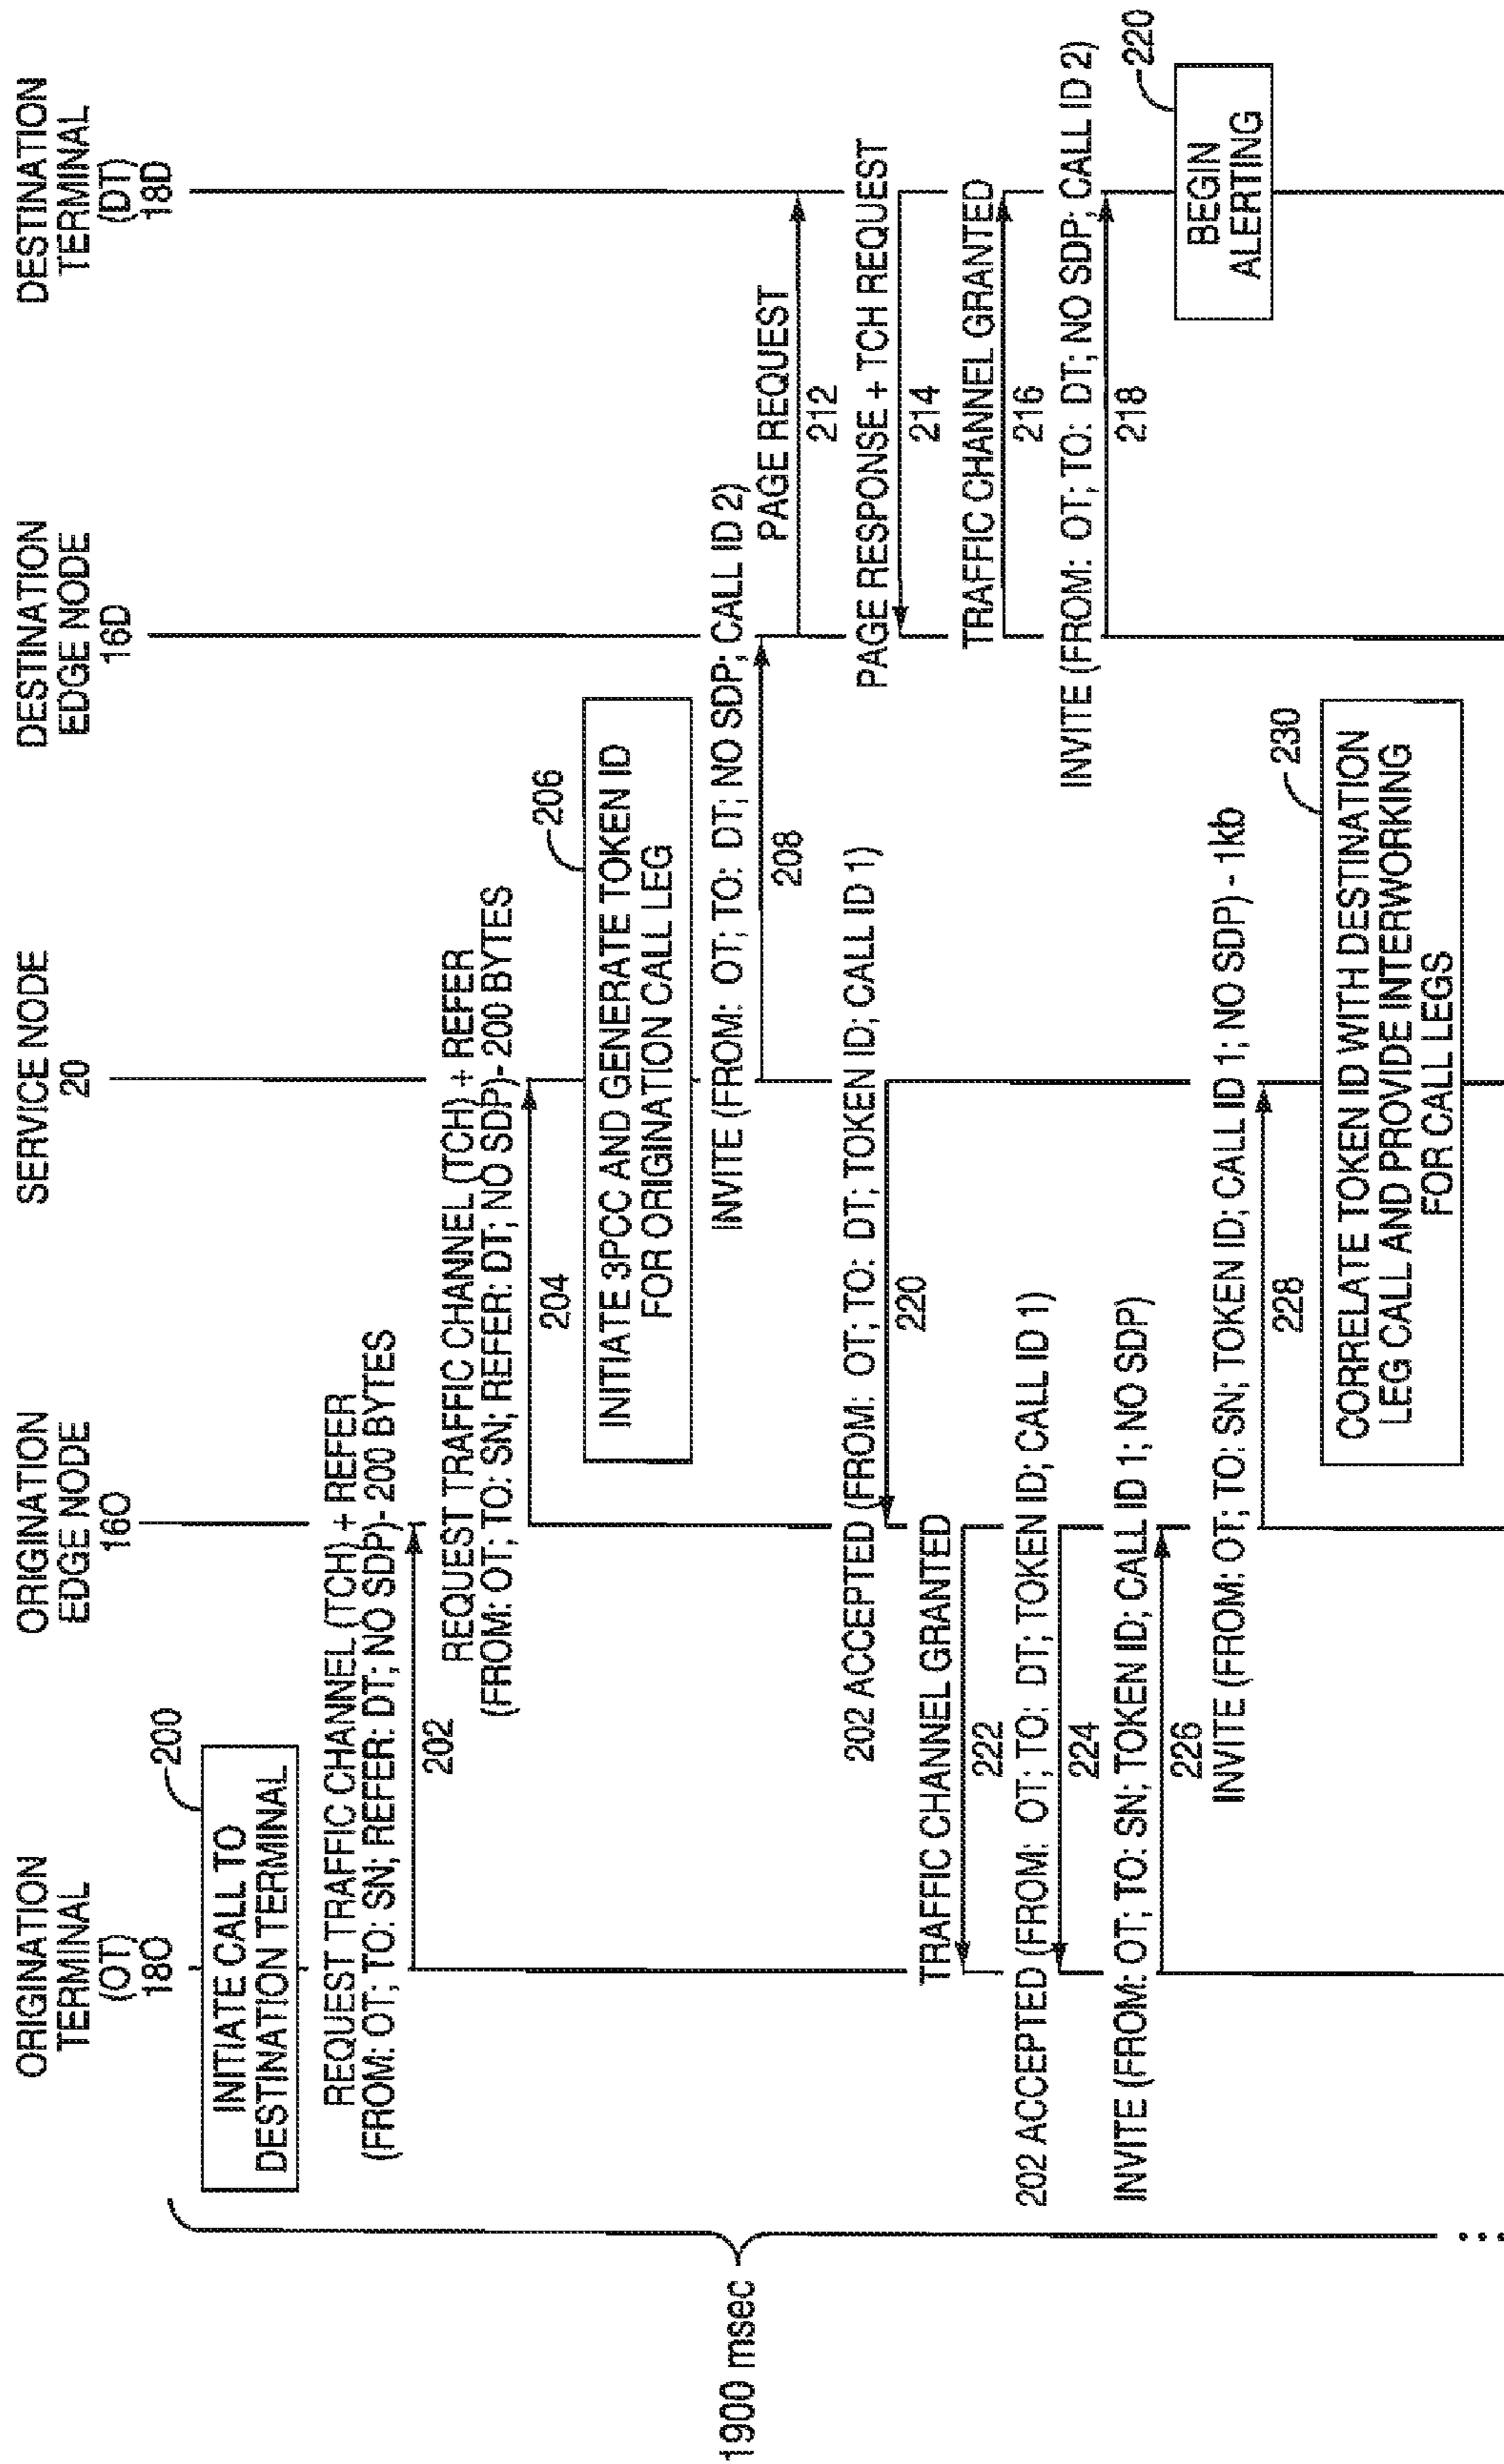 ORIGINATION
TERMINAL
(OT)
18O
ORIGINATION
EDGE NODE
16O
SERVICE NODE
20
DESTINATION
EDGE NODE
16D
DESTINATION
TERMINAL
(DT)
18D
INITIATE CALL TO
DESTINATION TERMINAL
200
REQUEST TRAFFIC CHANNEL (TCH) + REFER
(FROM: OT; TO: SN; REFER: DT; NO SDP)- 200 BYTES
202
REQUEST TRAFFIC CHANNEL (TCH) + REFER
(FROM: OT; TO: SN; REFER: DT; NO SDP)- 200 BYTES
204
INITIATE 3PCC AND GENERATE TOKEN ID
FOR ORIGINATION CALL LEG
206
INVITE (FROM: OT; TO: DT; NO SDP; CALL ID 2)
208
PAGE REQUEST
212
202 ACCEPTED (FROM: OT; TO: DT; TOKEN ID; CALL ID 1)
220
PAGE RESPONSE + TCH REQUEST
214
TRAFFIC CHANNEL GRANTED
222
TRAFFIC CHANNEL GRANTED
216
202 ACCEPTED (FROM: OT; TO: DT; TOKEN ID; CALL ID 1)
224
INVITE (FROM: OT; TO: DT; NO SDP; CALL ID 2)
218
INVITE (FROM: OT; TO: SN; TOKEN ID; CALL ID 1; NO SDP)
226
BEGIN
ALERTING
220
INVITE (FROM: OT; TO: SN; TOKEN ID; CALL ID 1; NO SDP) - 1kb
228
CORRELATE TOKEN ID WITH DESTINATION
LEG CALL AND PROVIDE INTERWORKING
FOR CALL LEGS
230
1900 msec